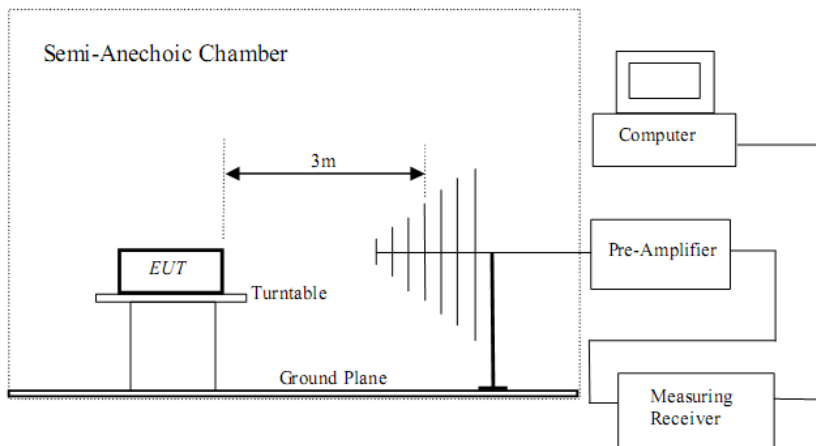 Semi-Anechoic Chamber
3m
EUT
Turntable
Ground Plane
Computer
Pre-Amplifier
Measuring
Receiver